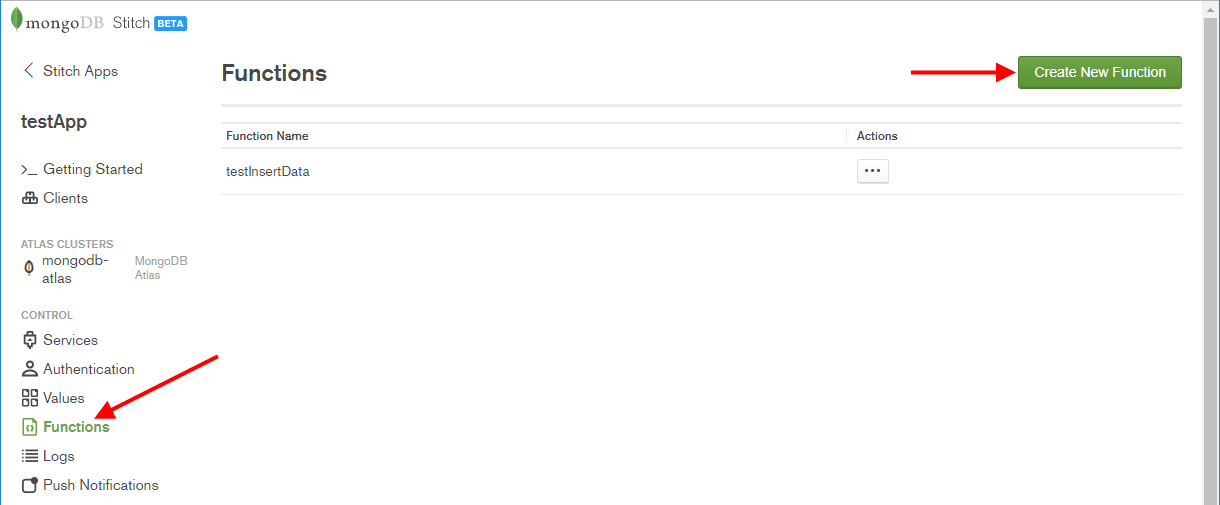 mongoDB Stitch BETA
Stitch Apps
testApp
Getting Started
Clients
ATLAS CLUSTERS
mongodb-
atlas
MongoDB
Atlas
CONTROL
Services
Authentication
Values
Functions
Logs
Push Notifications
Functions
Create New Function
Function Name
Actions
testInsertData